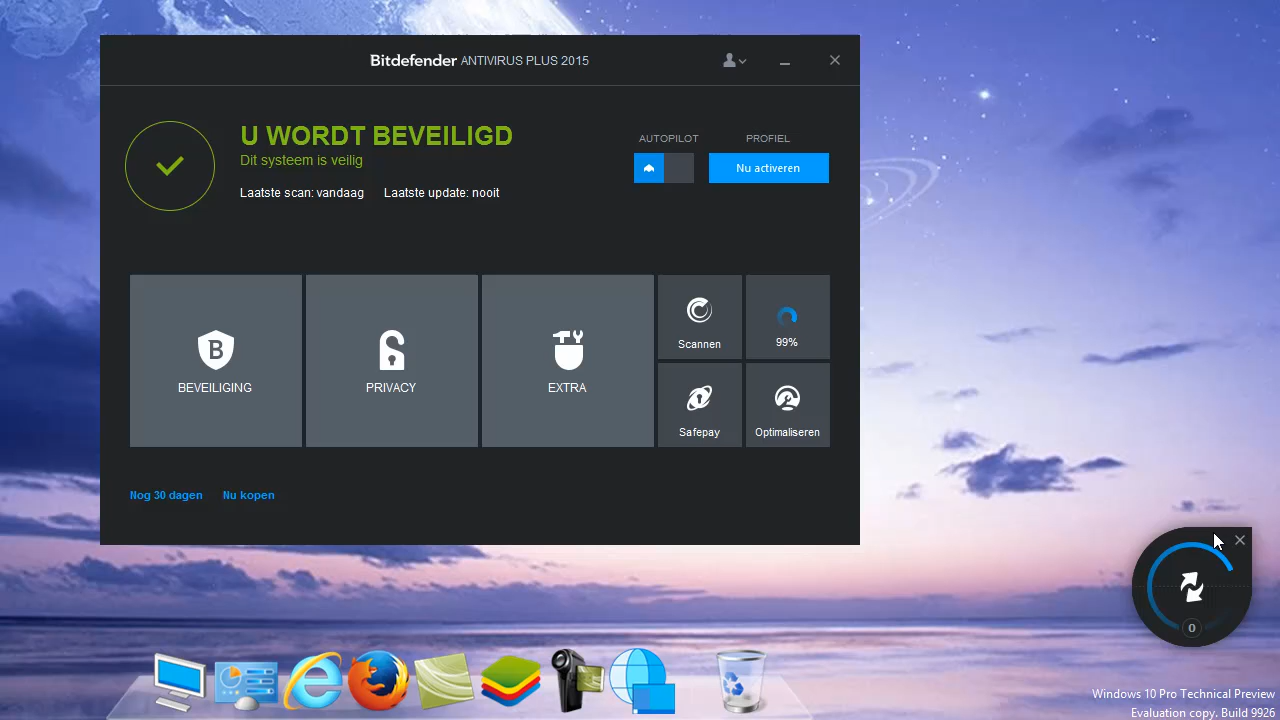 Bitdefender ANTIVIRUS PLUS 2015
U WORDT BEVEILIGD
Dit systeem is veilig
Laatste scan: vandaag Laatste update: nooit
AUTOPILOT PROFIEL
Nu activeren
B
BEVEILIGING
PRIVACY
EXTRA
Scannen
99%
Safepay
Optimaliseren
Nog 30 dagen Nu kopen
0
Windows 10 Pro Technical Preview
Evaluation copy. Build 9926